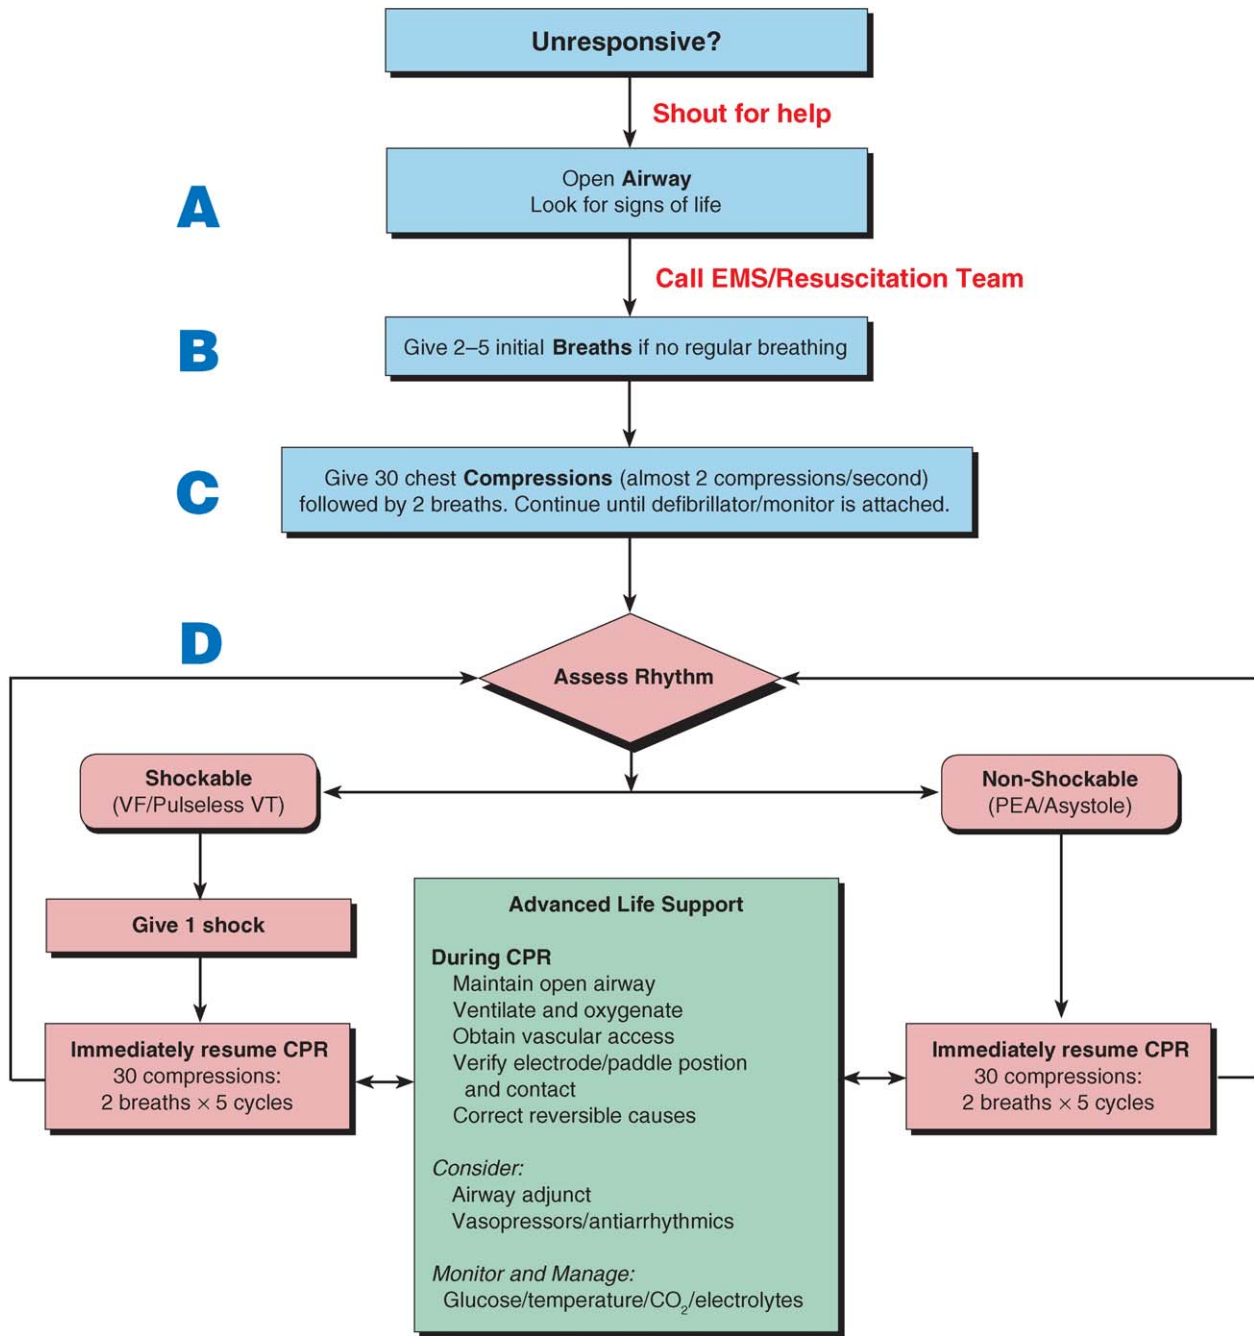 Unresponsive?
Shout for help
A
Open Airway
Look for signs of life
Call EMS/Resuscitation Team
B
Give 2–5 initial Breaths if no regular breathing
C
Give 30 chest Compressions (almost 2 compressions/second)
followed by 2 breaths. Continue until defibrillator/monitor is attached.
D
Assess Rhythm
Shockable
(VF/Pulseless VT)
Non-Shockable
(PEA/Asystole)
Give 1 shock
Immediately resume CPR
30 compressions:
2 breaths × 5 cycles
Advanced Life Support
During CPR
Maintain open airway
Ventilate and oxygenate
Obtain vascular access
Verify electrode/paddle postion
and contact
Correct reversible causes
Consider:
Airway adjunct
Vasopressors/antiarrhythmics
Monitor and Manage:
Glucose/temperature/CO₂/electrolytes
Immediately resume CPR
30 compressions:
2 breaths × 5 cycles